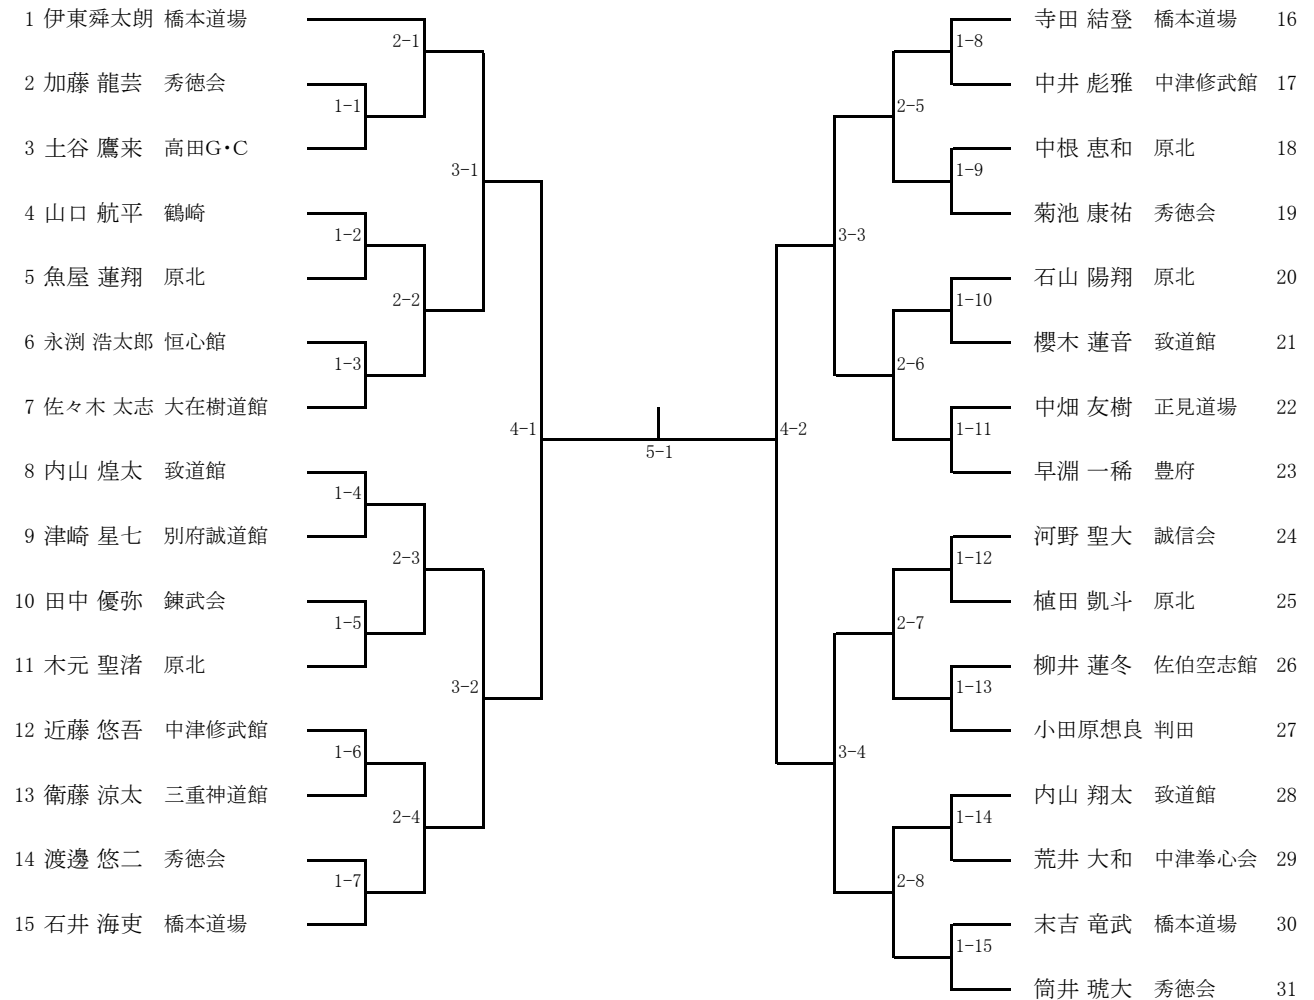 1 伊東舜太朗 橋本道場
2 加藤 龍芸 秀徳会
3 土谷 鷹来 高田G・C
4 山口 航平 鶴崎
5 魚屋 蓮翔 原北
6 永渕 浩太郎 恒心館
7 佐々木 太志 大在樹道館
8 内山 煌太 致道館
9 津崎 星七 別府誠道館
10 田中 優弥 錬武会
11 木元 聖渚 原北
12 近藤 悠吾 中津修武館
13 衛藤 涼太 三重神道館
14 渡邊 悠二 秀徳会
15 石井 海吏 橋本道場
1-1
1-2
1-3
1-4
1-5
1-6
1-7
2-1
2-2
2-3
2-4
3-1
3-2
4-1
5-1
4-2
3-3
3-4
2-5
2-6
2-7
2-8
1-8
1-9
1-10
1-11
1-12
1-13
1-14
1-15
寺田 結登 橋本道場 16
中井 彪雅 中津修武館 17
中根 恵和 原北 18
菊池 康祐 秀徳会 19
石山 陽翔 原北 20
櫻木 蓮音 致道館 21
中畑 友樹 正見道場 22
早淵 一稀 豊府 23
河野 聖大 誠信会 24
植田 凱斗 原北 25
柳井 蓮冬 佐伯空志館 26
小田原想良 判田 27
内山 翔太 致道館 28
荒井 大和 中津拳心会 29
末吉 竜武 橋本道場 30
筒井 琥大 秀徳会 31